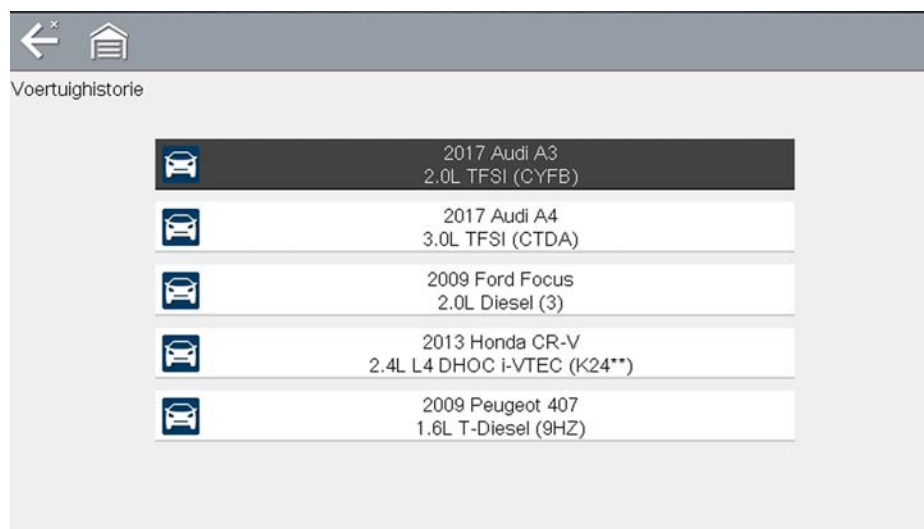 Voertuighistorie
2017 Audi A3
2.0L TFSI (CYFB)
2017 Audi A4
3.0L TFSI (CTDA)
2009 Ford Focus
2.0L Diesel (3)
2013 Honda CR-V
2.4L L4 DHOC i-VTEC (K24**)
2009 Peugeot 407
1.6L T-Diesel (9HZ)